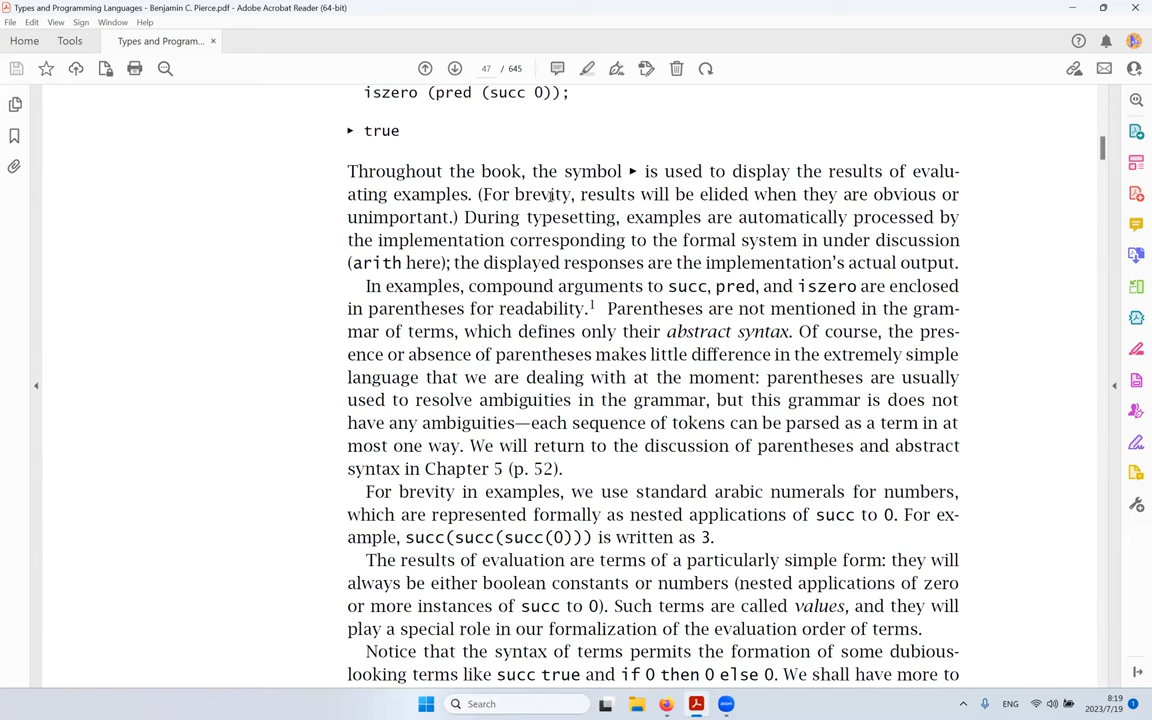 Types and Programming Languages - Benjamin C. Pierce.pdf - Adobe Acrobat Reader (64-bit)
File Edit View Sign Window Help
Home Tools Types and Program... ×
47 / 645
iszero (pred (succ 0));
▸ true
Throughout the book, the symbol ▸ is used to display the results of evalu-
ating examples. (For brevity, results will be elided when they are obvious or
unimportant.) During typesetting, examples are automatically processed by
the implementation corresponding to the formal system in under discussion
(arith here); the displayed responses are the implementation's actual output.
In examples, compound arguments to succ, pred, and iszero are enclosed
in parentheses for readability.1 Parentheses are not mentioned in the gram-
mar of terms, which defines only their abstract syntax. Of course, the pres-
ence or absence of parentheses makes little difference in the extremely simple
language that we are dealing with at the moment: parentheses are usually
used to resolve ambiguities in the grammar, but this grammar is does not
have any ambiguities—each sequence of tokens can be parsed as a term in at
most one way. We will return to the discussion of parentheses and abstract
syntax in Chapter 5 (p. 52).
For brevity in examples, we use standard arabic numerals for numbers,
which are represented formally as nested applications of succ to 0. For ex-
ample, succ(succ(succ(0))) is written as 3.
The results of evaluation are terms of a particularly simple form: they will
always be either boolean constants or numbers (nested applications of zero
or more instances of succ to 0). Such terms are called values, and they will
play a special role in our formalization of the evaluation order of terms.
Notice that the syntax of terms permits the formation of some dubious-
looking terms like succ true and if 0 then 0 else 0. We shall have more to
Search
ENG
8:19
2023/7/19